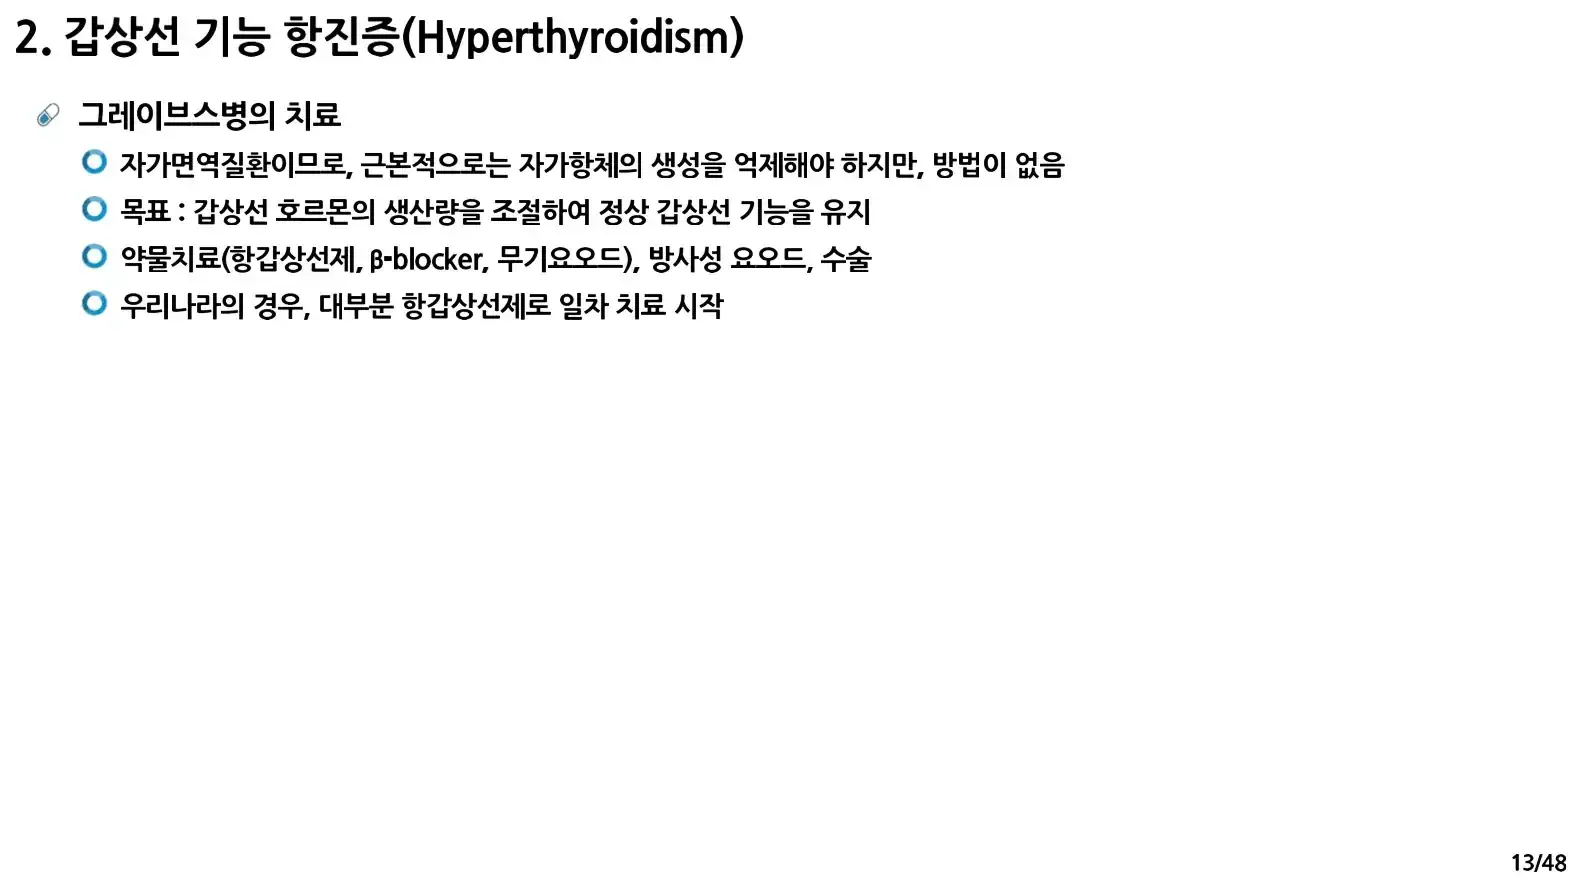 2. 갑상선 기능 항진증(Hyperthyroidism)
그레이브스병의 치료
자가면역질환이므로, 근본적으로는 자가항체의 생성을 억제해야 하지만, 방법이 없음
목표 : 갑상선 호르몬의 생산량을 조절하여 정상 갑상선 기능을 유지
약물치료(항갑상선제, β-blocker, 무기요오드), 방사성 요오드, 수술
우리나라의 경우, 대부분 항갑상선제로 일차 치료 시작
13/48